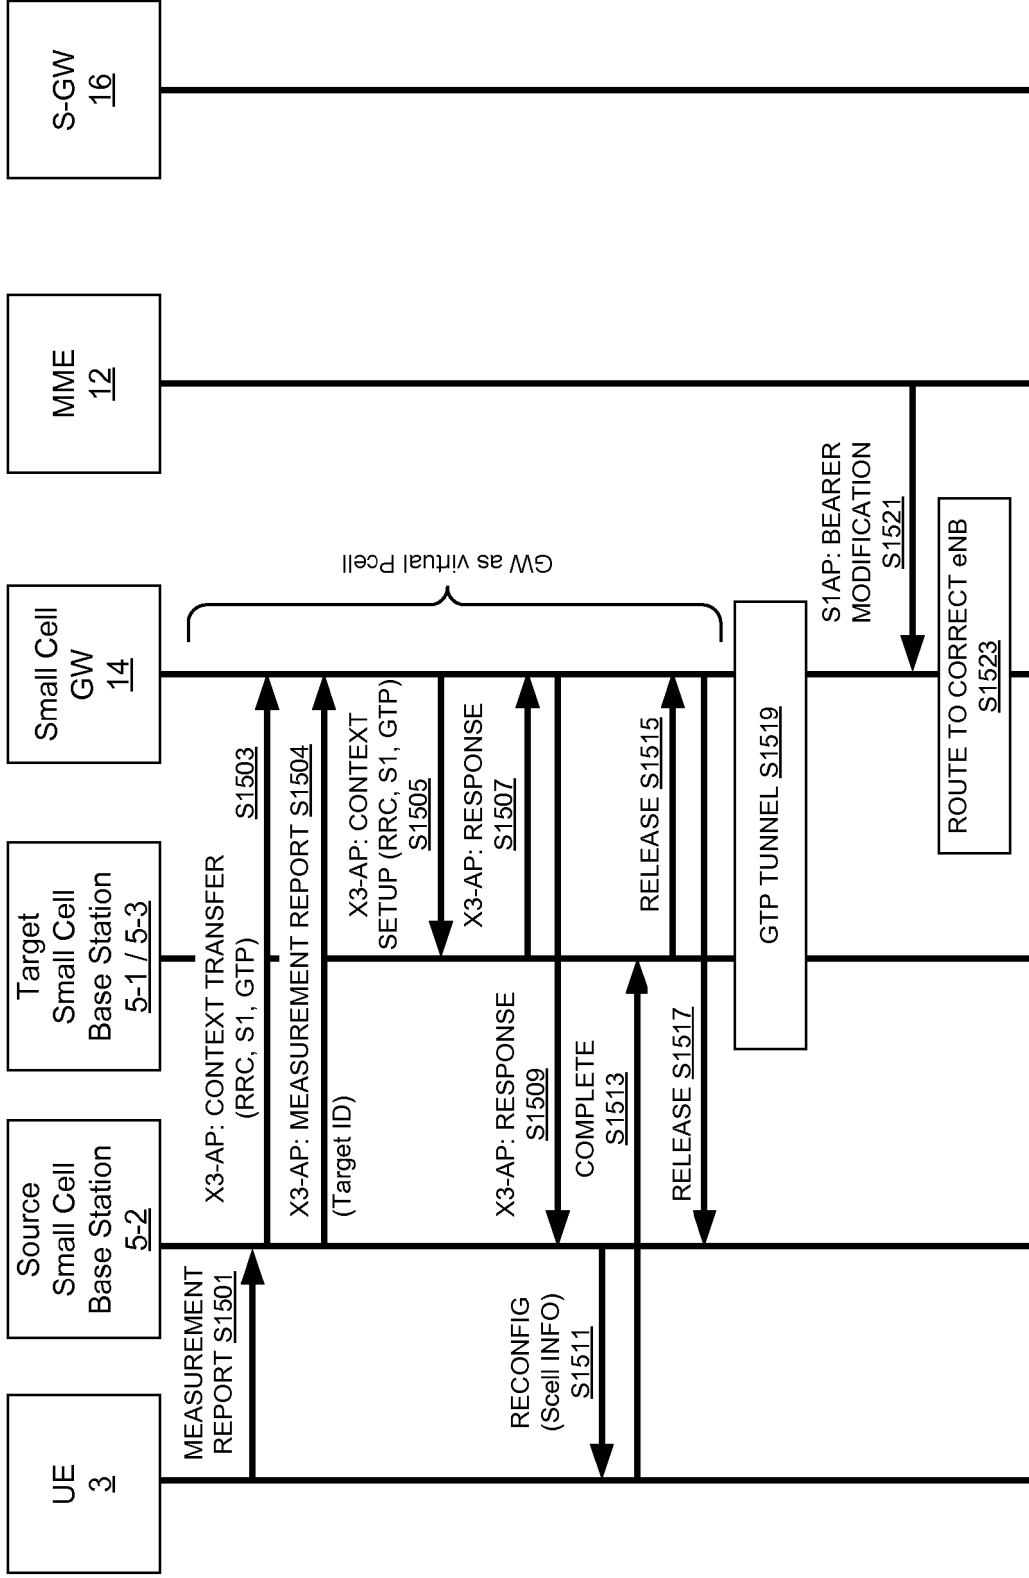 UE
3
Source
Small Cell
Base Station
5-2
Target
Small Cell
Base Station
5-1 / 5-3
Small Cell
GW
14
MME
12
S-GW
16
MEASUREMENT
REPORT S1501
X3-AP: CONTEXT TRANSFER
(RRC, S1, GTP)
S1503
X3-AP: MEASUREMENT REPORT S1504
(Target ID)
X3-AP: CONTEXT
SETUP (RRC, S1, GTP)
S1505
X3-AP: RESPONSE
S1507
GW as virtual Pcell
X3-AP: RESPONSE
S1509
RECONFIG
(Scell INFO)
S1511
COMPLETE
S1513
RELEASE S1515
RELEASE S1517
GTP TUNNEL S1519
S1AP: BEARER
MODIFICATION
S1521
ROUTE TO CORRECT eNB
S1523